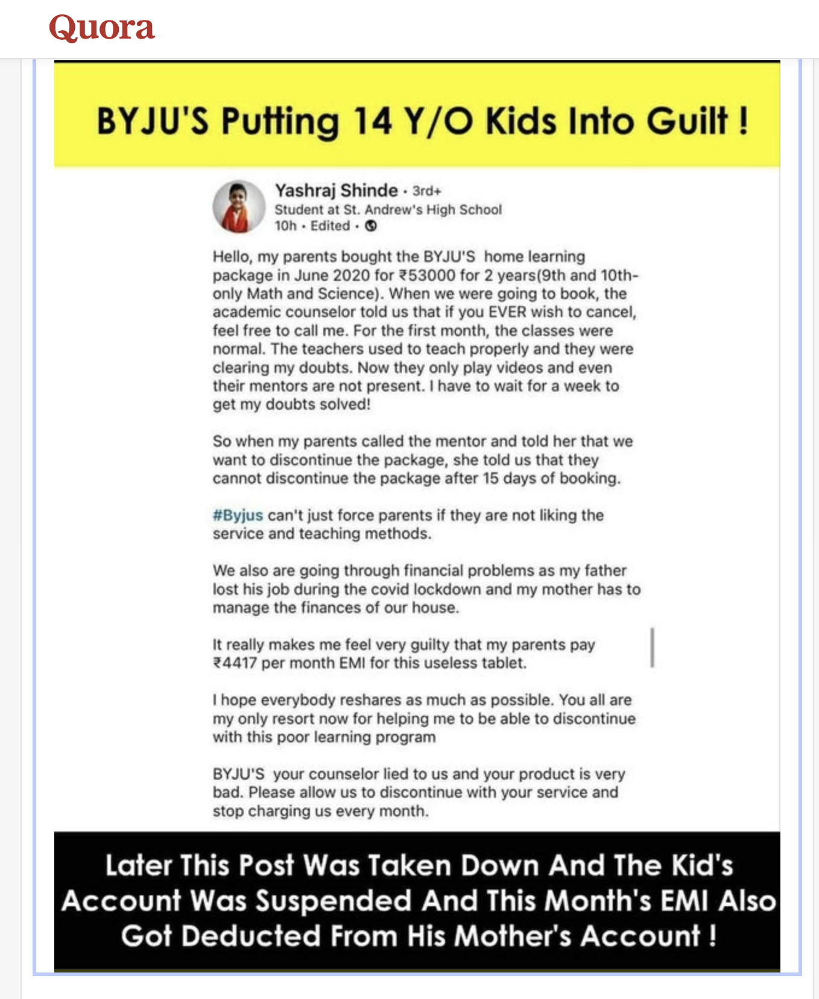 Quora
BYJU'S Putting 14 Y/O Kids Into Guilt !
Yashraj Shinde · 3rd+
Student at St. Andrew's High School
10h · Edited ·
Hello, my parents bought the BYJU'S  home learning
package in June 2020 for ₹53000 for 2 years(9th and 10th-
only Math and Science). When we were going to book, the
academic counselor told us that if you EVER wish to cancel,
feel free to call me. For the first month, the classes were
normal. The teachers used to teach properly and they were
clearing my doubts. Now they only play videos and even
their mentors are not present. I have to wait for a week to
get my doubts solved!
So when my parents called the mentor and told her that we
want to discontinue the package, she told us that they
cannot discontinue the package after 15 days of booking.
#Byjus can't just force parents if they are not liking the
service and teaching methods.
We also are going through financial problems as my father
lost his job during the covid lockdown and my mother has to
manage the finances of our house.
It really makes me feel very guilty that my parents pay
₹4417 per month EMI for this useless tablet.
I hope everybody reshares as much as possible. You all are
my only resort now for helping me to be able to discontinue
with this poor learning program
BYJU'S  your counselor lied to us and your product is very
bad. Please allow us to discontinue with your service and
stop charging us every month.
Later This Post Was Taken Down And The Kid's
Account Was Suspended And This Month's EMI Also
Got Deducted From His Mother's Account !